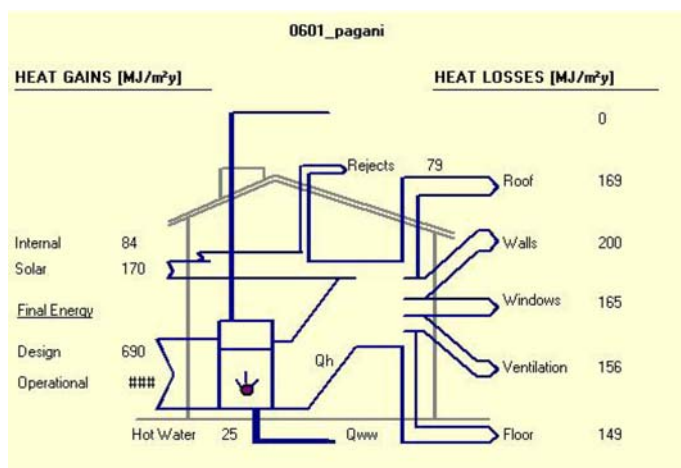 0601_pagani
HEAT GAINS [MJ/m²y] HEAT LOSSES [MJ/m²y]
0
Rejects 79
Roof 169
Internal 84
Walls 200
Solar 170
Final Energy
Windows 165
Design 690
Qh
Ventilation 156
Operational ###
Hot Water 25 Qww Floor 149